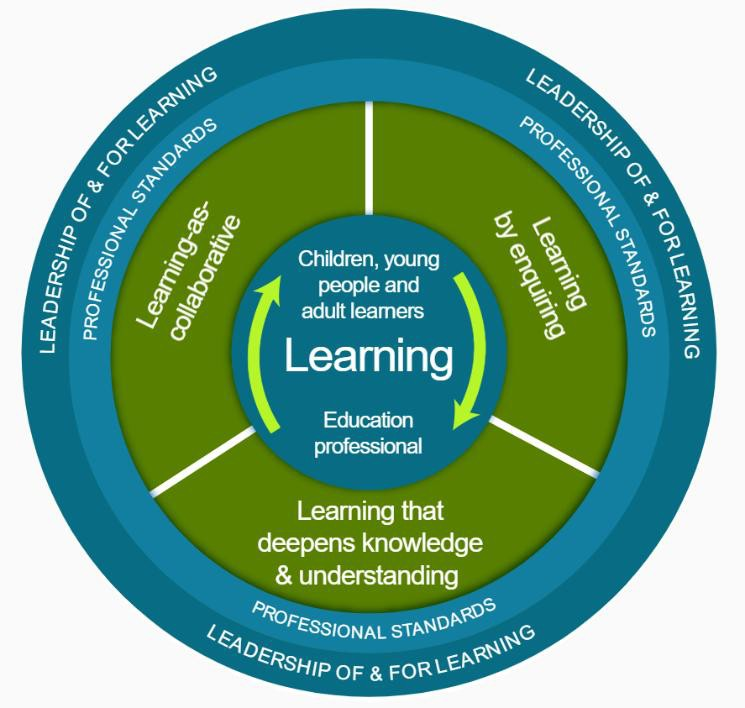 LEADERSHIP OF & FOR LEARNING
LEADERSHIP OF & FOR LEARNING
PROFESSIONAL STANDARDS
PROFESSIONAL STANDARDS
Learning-as-
collaborative
Learning
by enquiring
Children, young
people and
adult learners
Learning
Education
professional
Learning that
deepens knowledge
& understanding
PROFESSIONAL STANDARDS
LEADERSHIP OF & FOR LEARNING